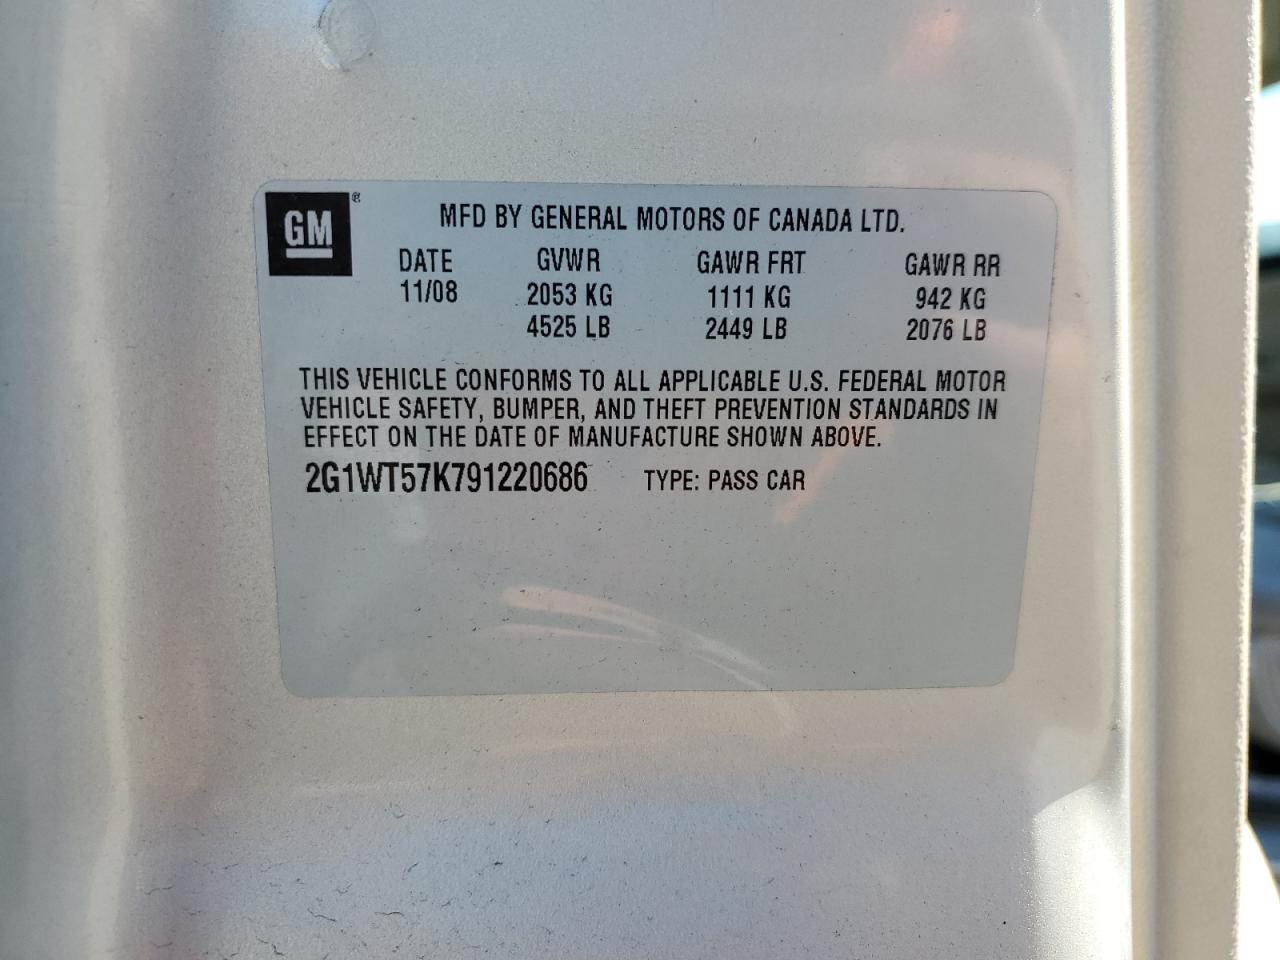 GM ®
MFD BY GENERAL MOTORS OF CANADA LTD.
DATE GVWR GAWR FRT GAWR RR
11/08 2053 KG 1111 KG 942 KG
4525 LB 2449 LB 2076 LB
THIS VEHICLE CONFORMS TO ALL APPLICABLE U.S. FEDERAL MOTOR
VEHICLE SAFETY, BUMPER, AND THEFT PREVENTION STANDARDS IN
EFFECT ON THE DATE OF MANUFACTURE SHOWN ABOVE.
2G1WT57K791220686 TYPE: PASS CAR